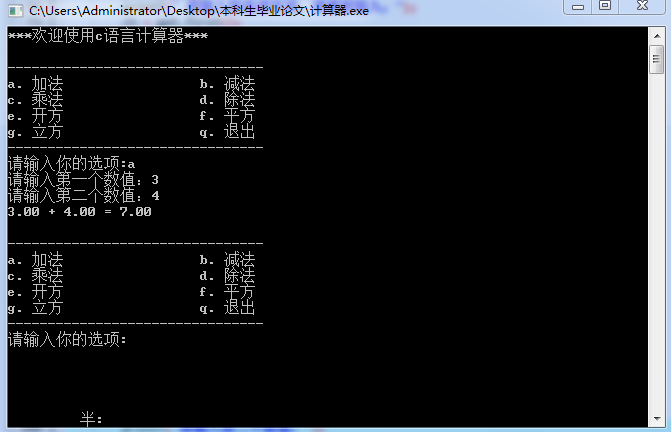 C:\Users\Administrator\Desktop\本科生毕业论文\计算器.exe
***欢迎使用c语言计算器***
--------------------------------
a. 加法 b. 减法
c. 乘法 d. 除法
e. 开方 f. 平方
g. 立方 q. 退出
--------------------------------
请输入你的选项:a
请输入第一个数值: 3
请输入第二个数值: 4
3.00 + 4.00 = 7.00
--------------------------------
a. 加法 b. 减法
c. 乘法 d. 除法
e. 开方 f. 平方
g. 立方 q. 退出
--------------------------------
请输入你的选项:
半: